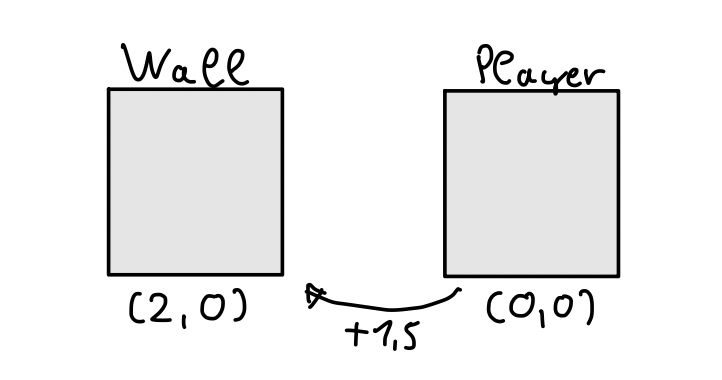 Wall
Player
(2,0)
+1,5
(0,0)